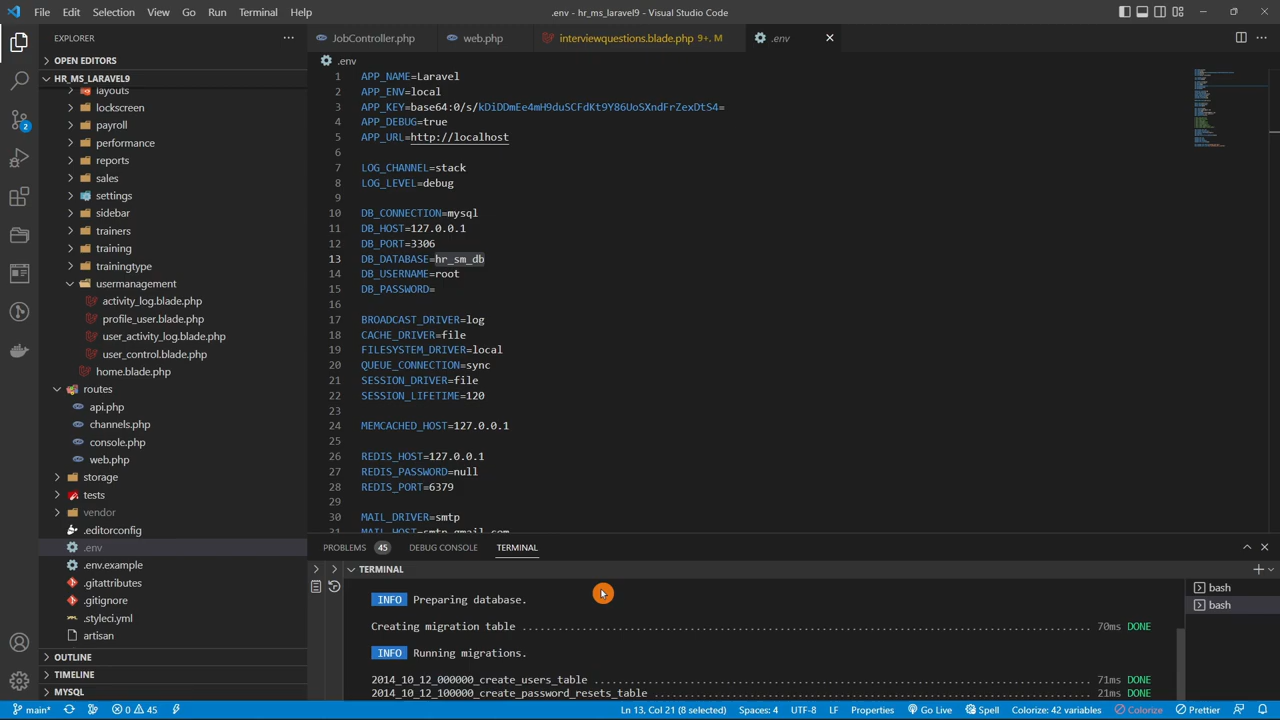 File Edit Selection View Go Run Terminal Help
.env - hr_ms_laravel9 - Visual Studio Code
EXPLORER
OPEN EDITORS
HR_MS_LARAVEL9
layouts
lockscreen
payroll
performance
reports
sales
settings
sidebar
trainers
training
trainingtype
usermanagement
activity_log.blade.php
profile_user.blade.php
user_activity_log.blade.php
user_control.blade.php
home.blade.php
routes
api.php
channels.php
console.php
web.php
storage
tests
vendor
.editorconfig
.env
.env.example
.gitattributes
.gitignore
.styleci.yml
artisan
OUTLINE
TIMELINE
MYSQL
2
JobController.php web.php interviewquestions.blade.php 9+, M .env
.env
1 APP_NAME=Laravel
2 APP_ENV=local
3 APP_KEY=base64:0/s/kDiDDmEe4mH9duSCFdKt9Y86UoSXndFrZexDtS4=
4 APP_DEBUG=true
5 APP_URL=http://localhost
6
7 LOG_CHANNEL=stack
8 LOG_LEVEL=debug
9
10 DB_CONNECTION=mysql
11 DB_HOST=127.0.0.1
12 DB_PORT=3306
13 DB_DATABASE=hr_sm_db
14 DB_USERNAME=root
15 DB_PASSWORD=
16
17 BROADCAST_DRIVER=log
18 CACHE_DRIVER=file
19 FILESYSTEM_DRIVER=local
20 QUEUE_CONNECTION=sync
21 SESSION_DRIVER=file
22 SESSION_LIFETIME=120
23
24 MEMCACHED_HOST=127.0.0.1
25
26 REDIS_HOST=127.0.0.1
27 REDIS_PASSWORD=null
28 REDIS_PORT=6379
29
30 MAIL_DRIVER=smtp
31 MAIL_HOST=smtp.gmail.com
PROBLEMS 45 DEBUG CONSOLE TERMINAL
TERMINAL
INFO Preparing database.
Creating migration table 70ms DONE
INFO Running migrations.
2014_10_12_000000_create_users_table 71ms DONE
2014_10_12_100000_create_password_resets_table 21ms DONE
bash
bash
main* 0 45 Ln 13, Col 21 (8 selected) Spaces: 4 UTF-8 LF Properties Go Live Spell Colorize: 42 variables Colorize Prettier